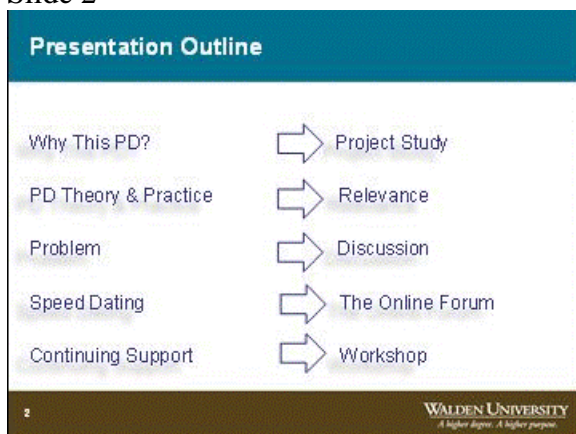 Slide 2
Presentation Outline
Why This PD? Project Study
PD Theory & Practice Relevance
Problem Discussion
Speed Dating The Online Forum
Continuing Support Workshop
2
WALDEN UNIVERSITY
A higher degree. A higher purpose.